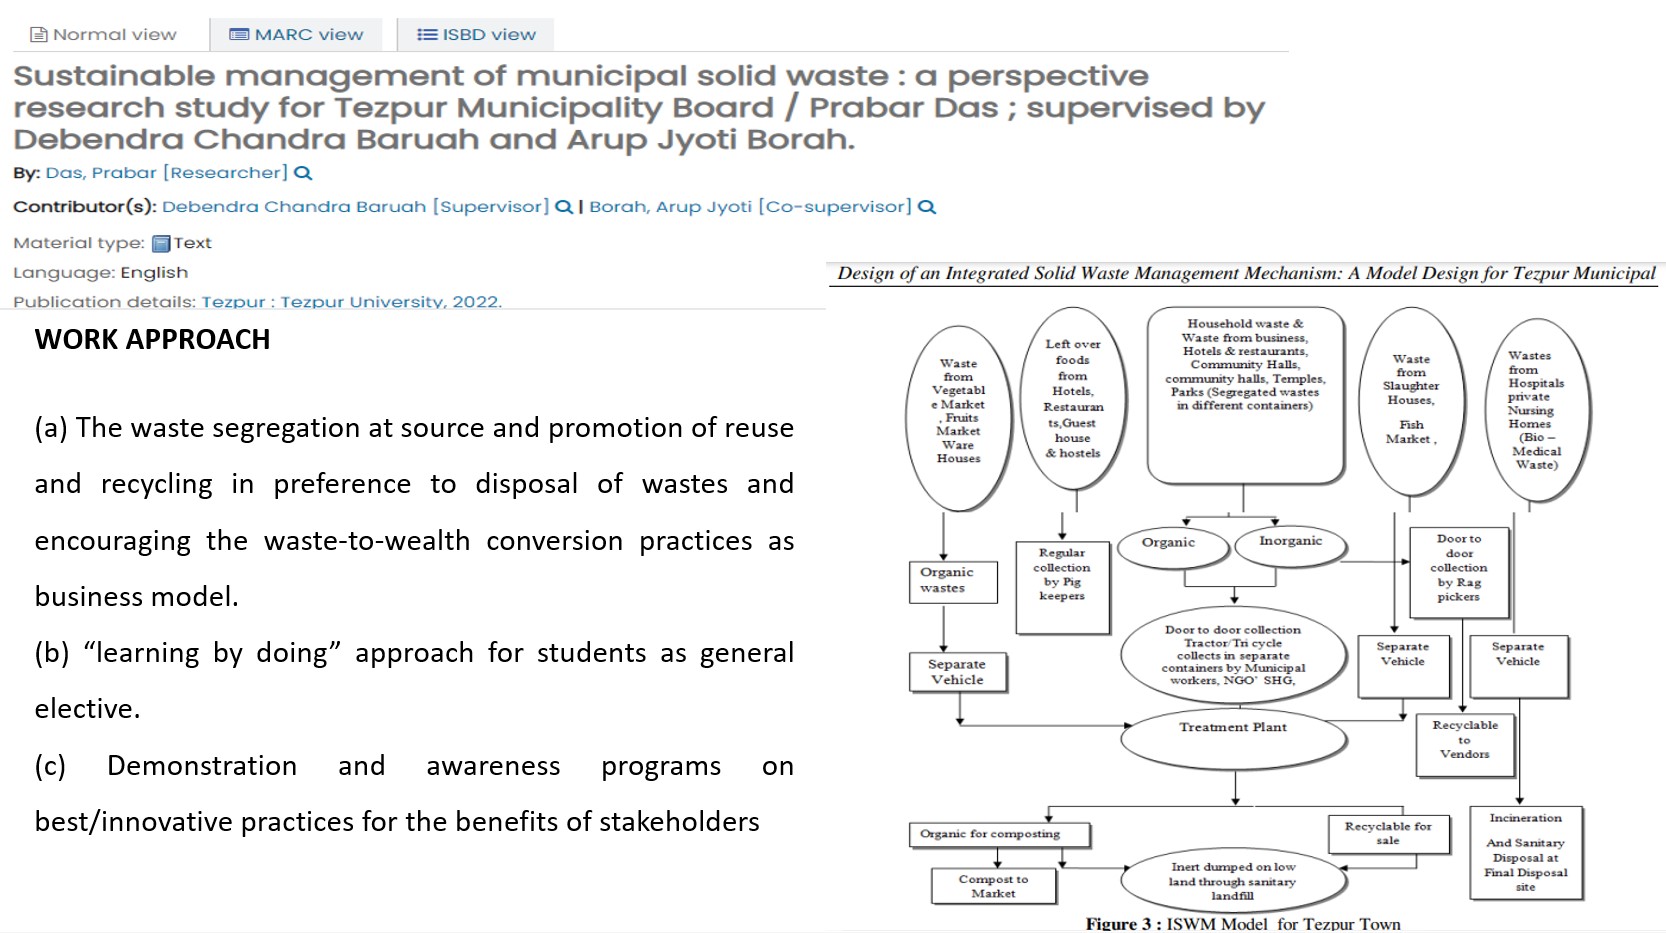 Normal view
MARC view
ISBD view
Sustainable management of municipal solid waste : a perspective
research study for Tezpur Municipality Board / Prabar Das ; supervised by
Debendra Chandra Baruah and Arup Jyoti Borah.
By: Das, Prabar [Researcher]
Contributor(s): Debendra Chandra Baruah [Supervisor] | Borah, Arup Jyoti [Co-supervisor]
Material type: Text
Language: English
Publication details: Tezpur : Tezpur University, 2022.
WORK APPROACH
(a) The waste segregation at source and promotion of reuse
and recycling in preference to disposal of wastes and
encouraging the waste-to-wealth conversion practices as
business model.
(b) “learning by doing” approach for students as general
elective.
(c) Demonstration and awareness programs on
best/innovative practices for the benefits of stakeholders
Design of an Integrated Solid Waste Management Mechanism: A Model Design for Tezpur Municipal
Waste
from
Vegetabl
e Market
, Fruits
Market
Ware
Houses
Left over
foods
from
Hotels,
Restauran
ts,Guest
house
& hostels
Household waste &
Waste from business,
Hotels & restaurants,
Community Halls,
community halls, Temples,
Parks (Segregated wastes
in different containers)
Waste
from
Slaughter
Houses,
Fish
Market ,
Wastes
from
Hospitals
private
Nursing
Homes
(Bio –
Medical
Waste)
Organic
wastes
Regular
collection
by Pig
keepers
Organic
Inorganic
Door to
door
collection
by Rag
pickers
Separate
Vehicle
Door to door collection
Tractor/Tri cycle
collects in separate
containers by Municipal
workers, NGO' SHG,
Separate
Vehicle
Separate
Vehicle
Treatment Plant
Recyclable
to
Vendors
Organic for composting
Recyclable for
sale
Incineration
And Sanitary
Disposal at
Final Disposal
site
Compost to
Market
Inert dumped on low
land through sanitary
landfill
Figure 3 : ISWM Model for Tezpur Town